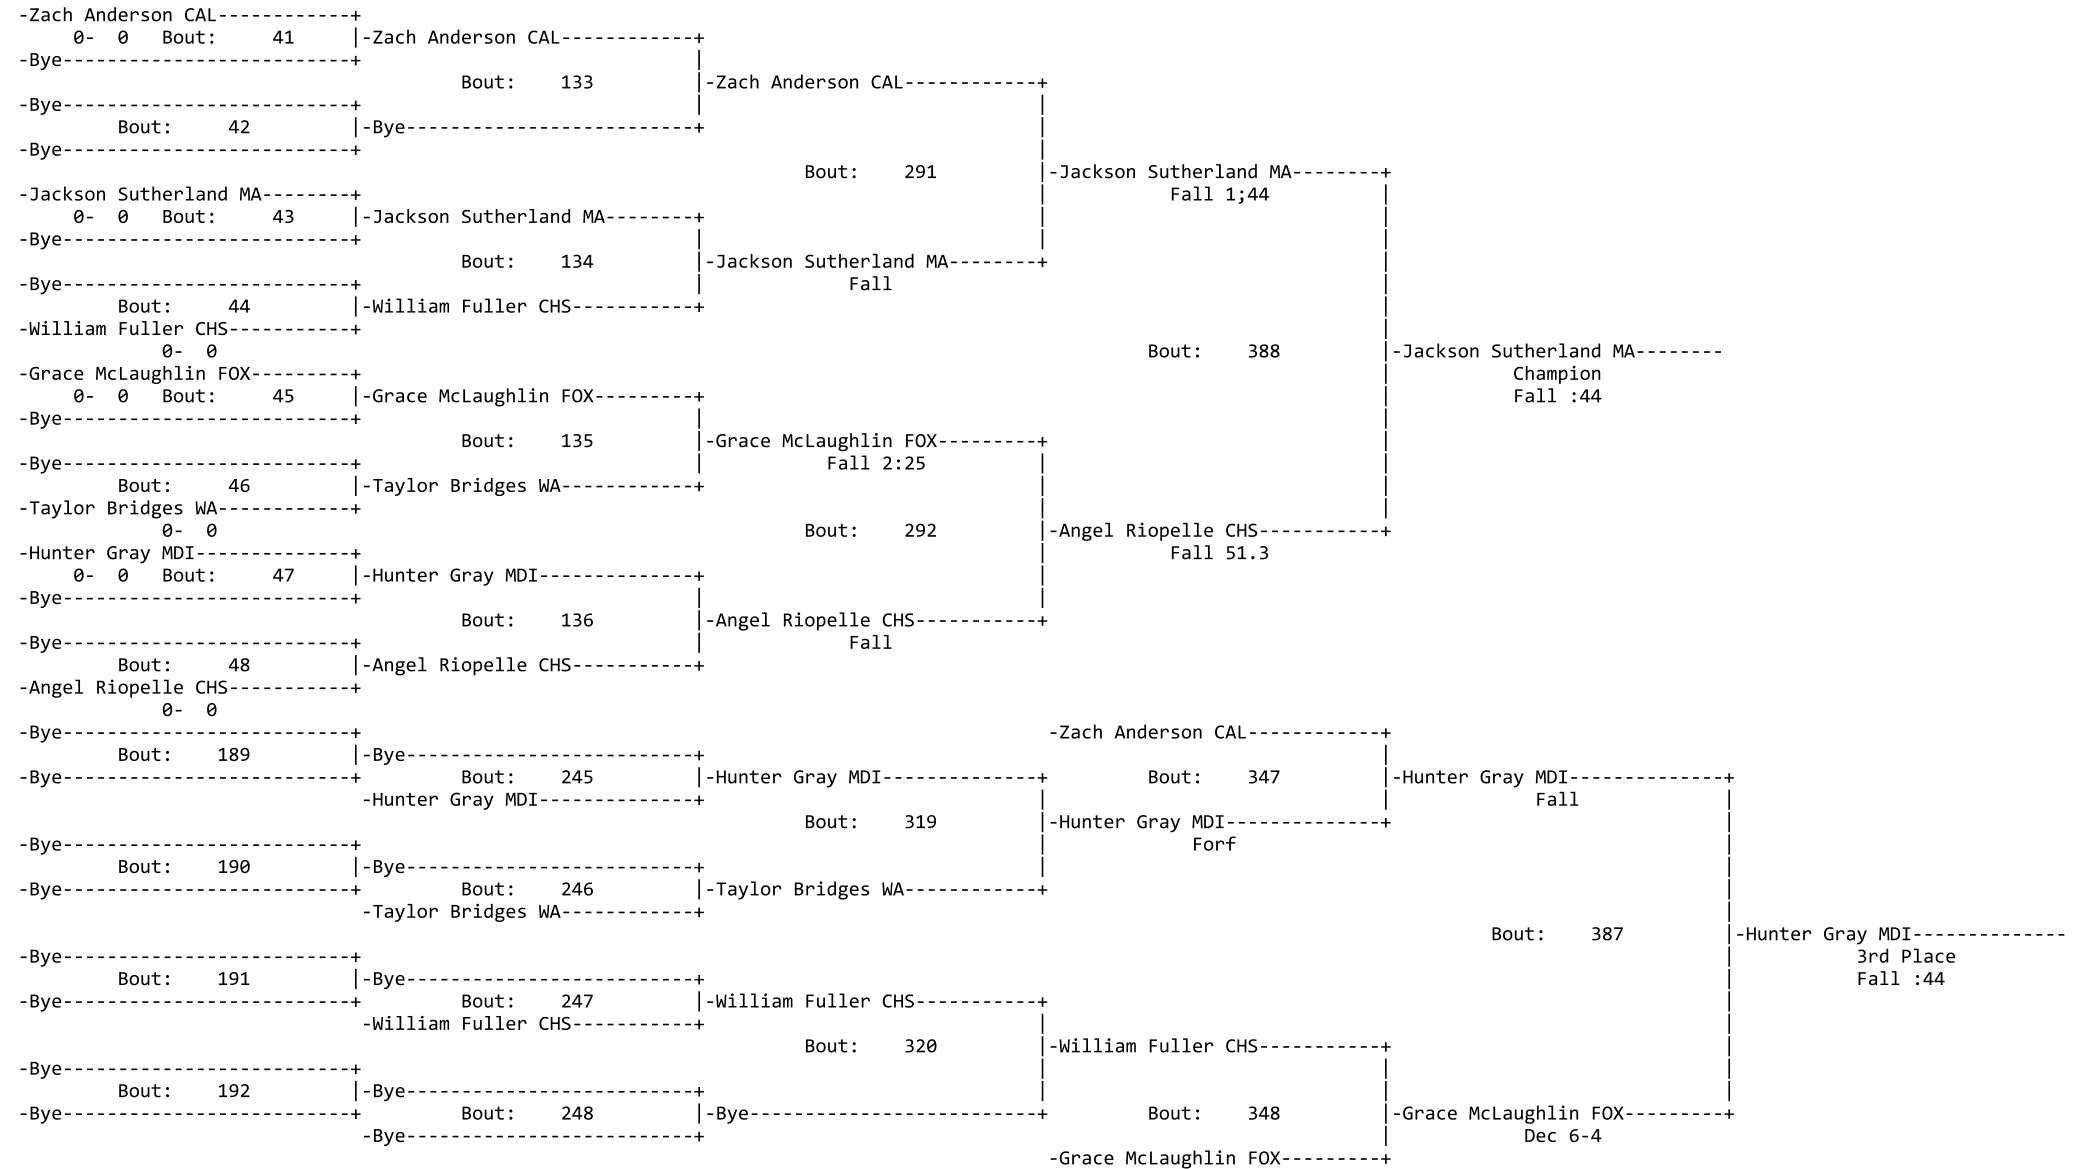 -Zach Anderson CAL------------+
0-  0   Bout:     41     |-Zach Anderson CAL------------+
-Bye--------------------------+                              |
Bout:    133         |-Zach Anderson CAL------------+
-Bye--------------------------+                              |                              |
Bout:     42         |-Bye--------------------------+                              |
-Bye--------------------------+                                                             |
Bout:    291         |-Jackson Sutherland MA--------+
-Jackson Sutherland MA--------+                                                             |          Fall 1;44           |
0-  0   Bout:     43     |-Jackson Sutherland MA--------+                              |                              |
-Bye--------------------------+                              |                              |                              |
Bout:    134         |-Jackson Sutherland MA--------+                              |
-Bye--------------------------+                              |             Fall                                            |
Bout:     44         |-William Fuller CHS-----------+                                                             |
-William Fuller CHS-----------+                                                                                            |
0-  0                                                                                     Bout:    388         |-Jackson Sutherland MA--------
-Grace McLaughlin FOX---------+                                                                                            |           Champion
0-  0   Bout:     45     |-Grace McLaughlin FOX---------+                                                             |           Fall :44
-Bye--------------------------+                              |                                                             |
Bout:    135         |-Grace McLaughlin FOX---------+                              |
-Bye--------------------------+                              |           Fall 2:25          |                              |
Bout:     46         |-Taylor Bridges WA------------+                              |                              |
-Taylor Bridges WA------------+                                                             |                              |
0-  0                                                      Bout:    292         |-Angel Riopelle CHS-----------+
-Hunter Gray MDI--------------+                                                             |          Fall 51.3
0-  0   Bout:     47     |-Hunter Gray MDI--------------+                              |
-Bye--------------------------+                              |                              |
Bout:    136         |-Angel Riopelle CHS-----------+
-Bye--------------------------+                              |             Fall
Bout:     48         |-Angel Riopelle CHS-----------+
-Angel Riopelle CHS-----------+
0-  0
-Bye--------------------------+                                                              -Zach Anderson CAL------------+
Bout:    189         |-Bye--------------------------+                                                             |
-Bye--------------------------+         Bout:    245         |-Hunter Gray MDI--------------+         Bout:    347         |-Hunter Gray MDI--------------+
-Hunter Gray MDI--------------+                              |                              |             Fall             |
Bout:    319         |-Hunter Gray MDI--------------+                              |
-Bye--------------------------+                                                             |            Forf                                             |
Bout:    190         |-Bye--------------------------+                              |                                                             |
-Bye--------------------------+         Bout:    246         |-Taylor Bridges WA------------+                                                             |
-Taylor Bridges WA------------+                                                                                            |
Bout:    387         |-Hunter Gray MDI--------------
-Bye--------------------------+                                                                                                                           |           3rd Place
Bout:    191         |-Bye--------------------------+                                                                                            |           Fall :44
-Bye--------------------------+         Bout:    247         |-William Fuller CHS-----------+                                                             |
-William Fuller CHS-----------+                              |                                                             |
Bout:    320         |-William Fuller CHS-----------+                              |
-Bye--------------------------+                                                             |                              |                              |
Bout:    192         |-Bye--------------------------+                              |                              |                              |
-Bye--------------------------+         Bout:    248         |-Bye--------------------------+         Bout:    348         |-Grace McLaughlin FOX---------+
-Bye--------------------------+                                                             |            Dec 6-4
-Grace McLaughlin FOX---------+